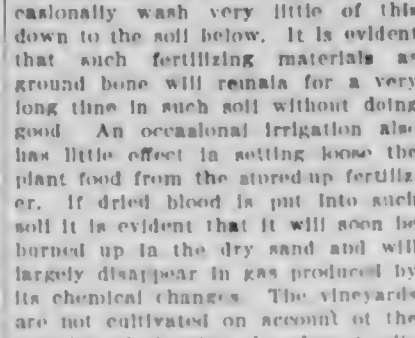 casionally wash very little of this
down to the soil below. It is evident
that such fertilizing materials as
ground bone will remain for a very
long time in such soil without doing
good. An occasional irrigation also
has little effect in setting loose the
plant food from the stored up fertiliz
er. If dried blood is put into such
soil it is evident that it will soon be
burned up in the dry sand and will
largely disappear in gas produced by
its chemical changes. The vineyards
are not cultivated on account of the